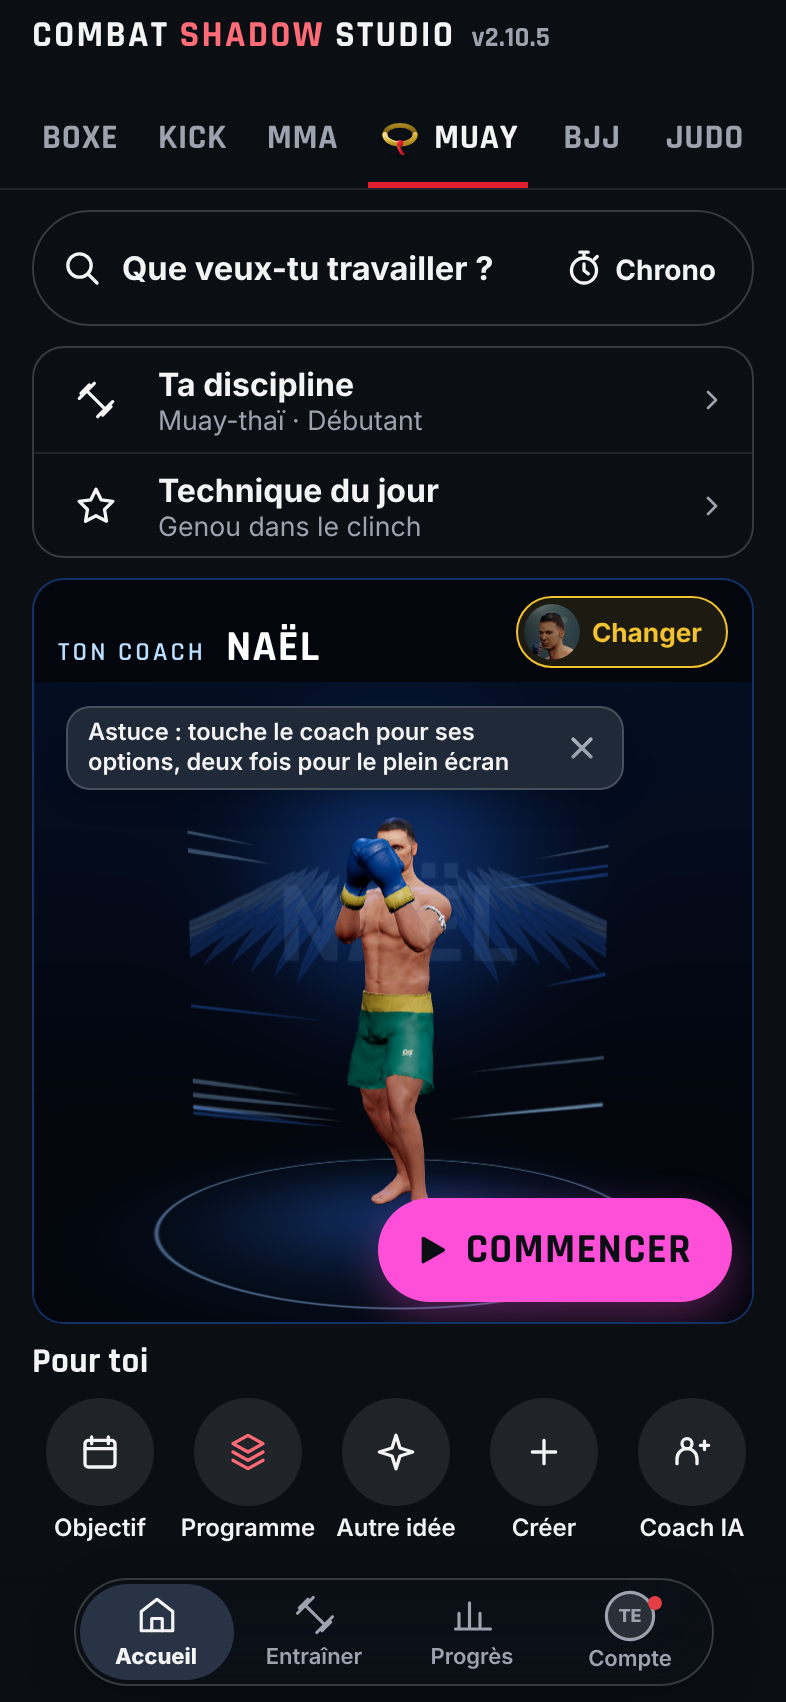 COMBAT SHADOW STUDIO v2.10.5
BOXE KICK MMA MUAY BJJ JUDO
Que veux-tu travailler ? Chrono
Ta discipline
Muay-thaï · Débutant
Technique du jour
Genou dans le clinch
TON COACH NAËL Changer
Astuce : touche le coach pour ses
options, deux fois pour le plein écran
NAËL
COMMENCER
Pour toi
Objectif Programme Autre idée Créer Coach IA
TE
Accueil Entraîner Progrès Compte